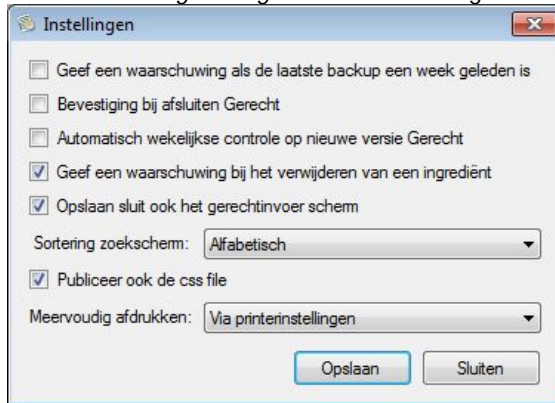 Instellingen
Geef een waarschuwing als de laatste backup een week geleden is
Bevestiging bij afsluiten Gerecht
Automatisch wekelijkse controle op nieuwe versie Gerecht
Geef een waarschuwing bij het verwijderen van een ingrediënt
Opslaan sluit ook het gerechtinvoer scherm
Sortering zoekscherm: Alfabetisch
Publiceer ook de css file
Meervoudig afdrukken: Via printerinstellingen
Opslaan Sluiten